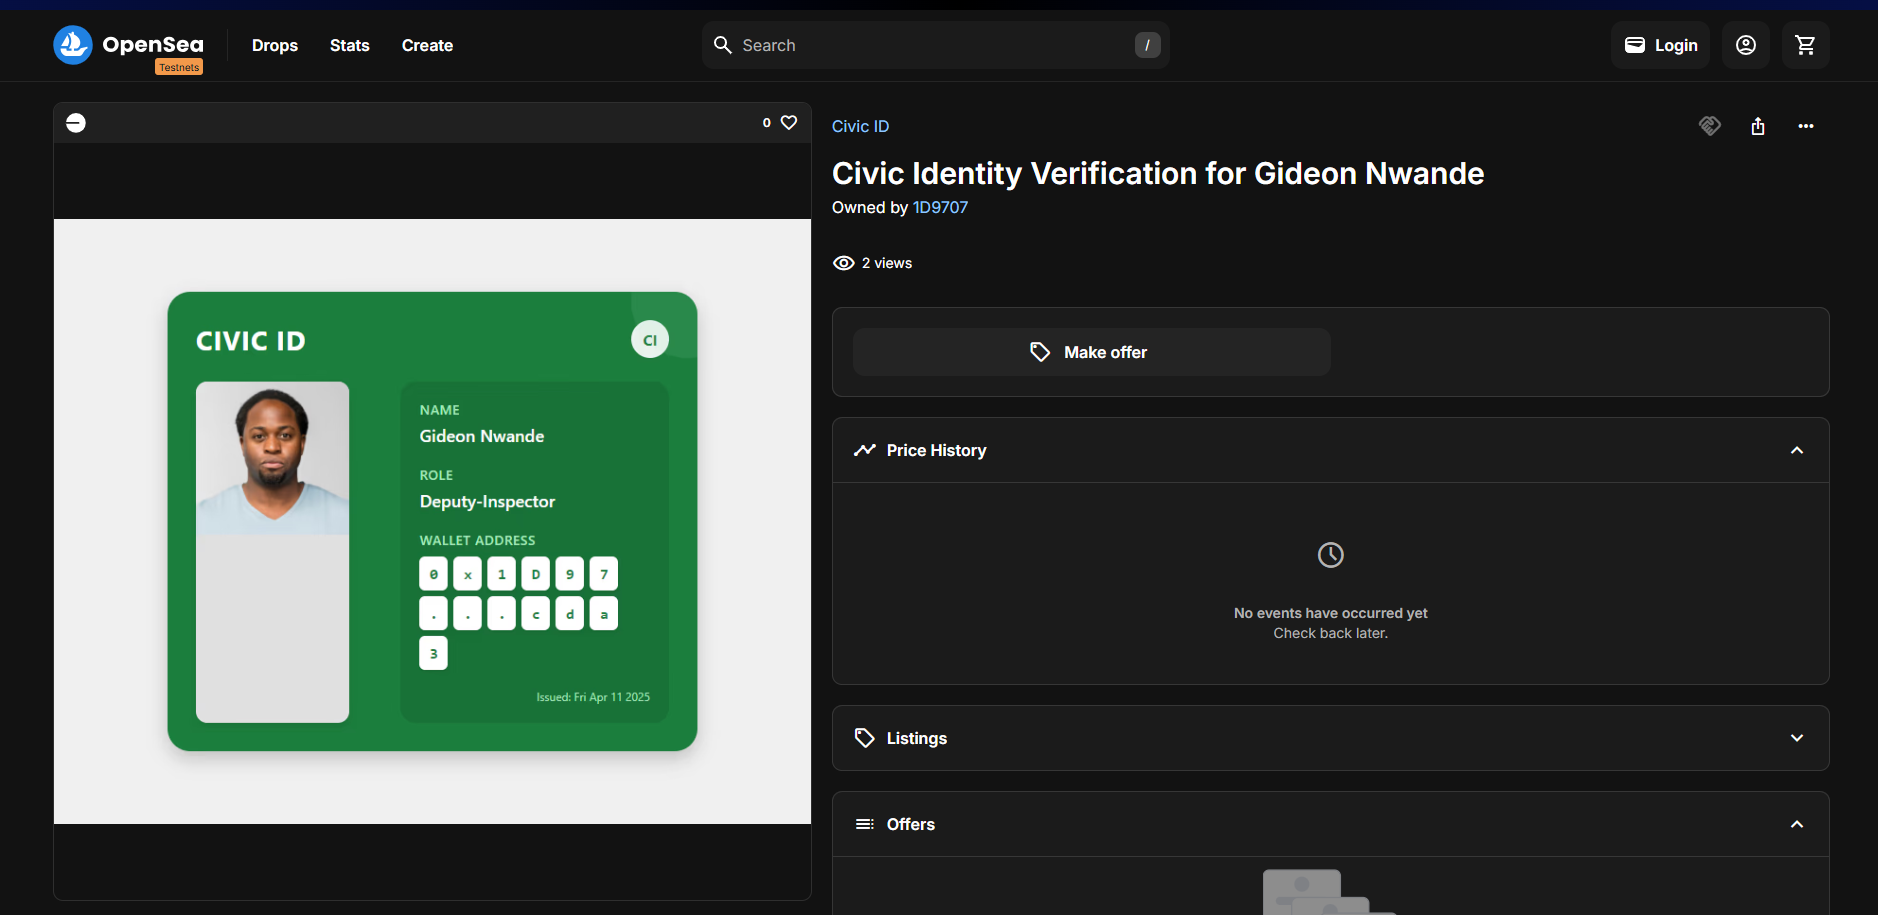 OpenSea
Testnets
Drops
Stats
Create
Search
/
Login
0
CIVIC ID
CI
NAME
Gideon Nwande
ROLE
Deputy-Inspector
WALLET ADDRESS
0 x 1 D 9 7
. . . c d a
3
Issued: Fri Apr 11 2025
Civic ID
Civic Identity Verification for Gideon Nwande
Owned by 1D9707
2 views
Make offer
Price History
No events have occurred yet
Check back later.
Listings
Offers